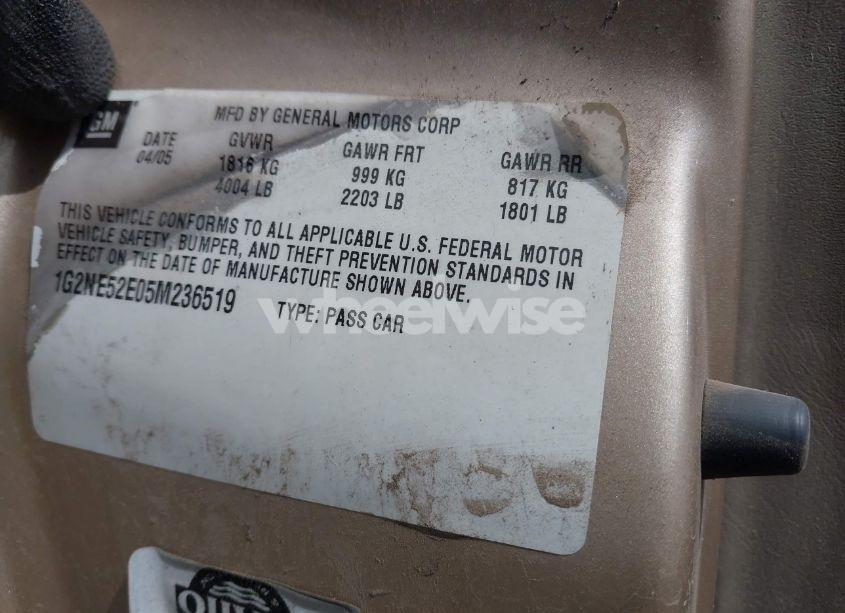 GM
MFD BY GENERAL MOTORS CORP
DATE GVWR GAWR FRT GAWR RR
04/05 1816 KG 999 KG 817 KG
4004 LB 2203 LB 1801 LB
THIS VEHICLE CONFORMS TO ALL APPLICABLE U.S. FEDERAL MOTOR
VEHICLE SAFETY, BUMPER, AND THEFT PREVENTION STANDARDS IN
EFFECT ON THE DATE OF MANUFACTURE SHOWN ABOVE.
1G2NE52E05M236519 TYPE: PASS CAR
wheelwise